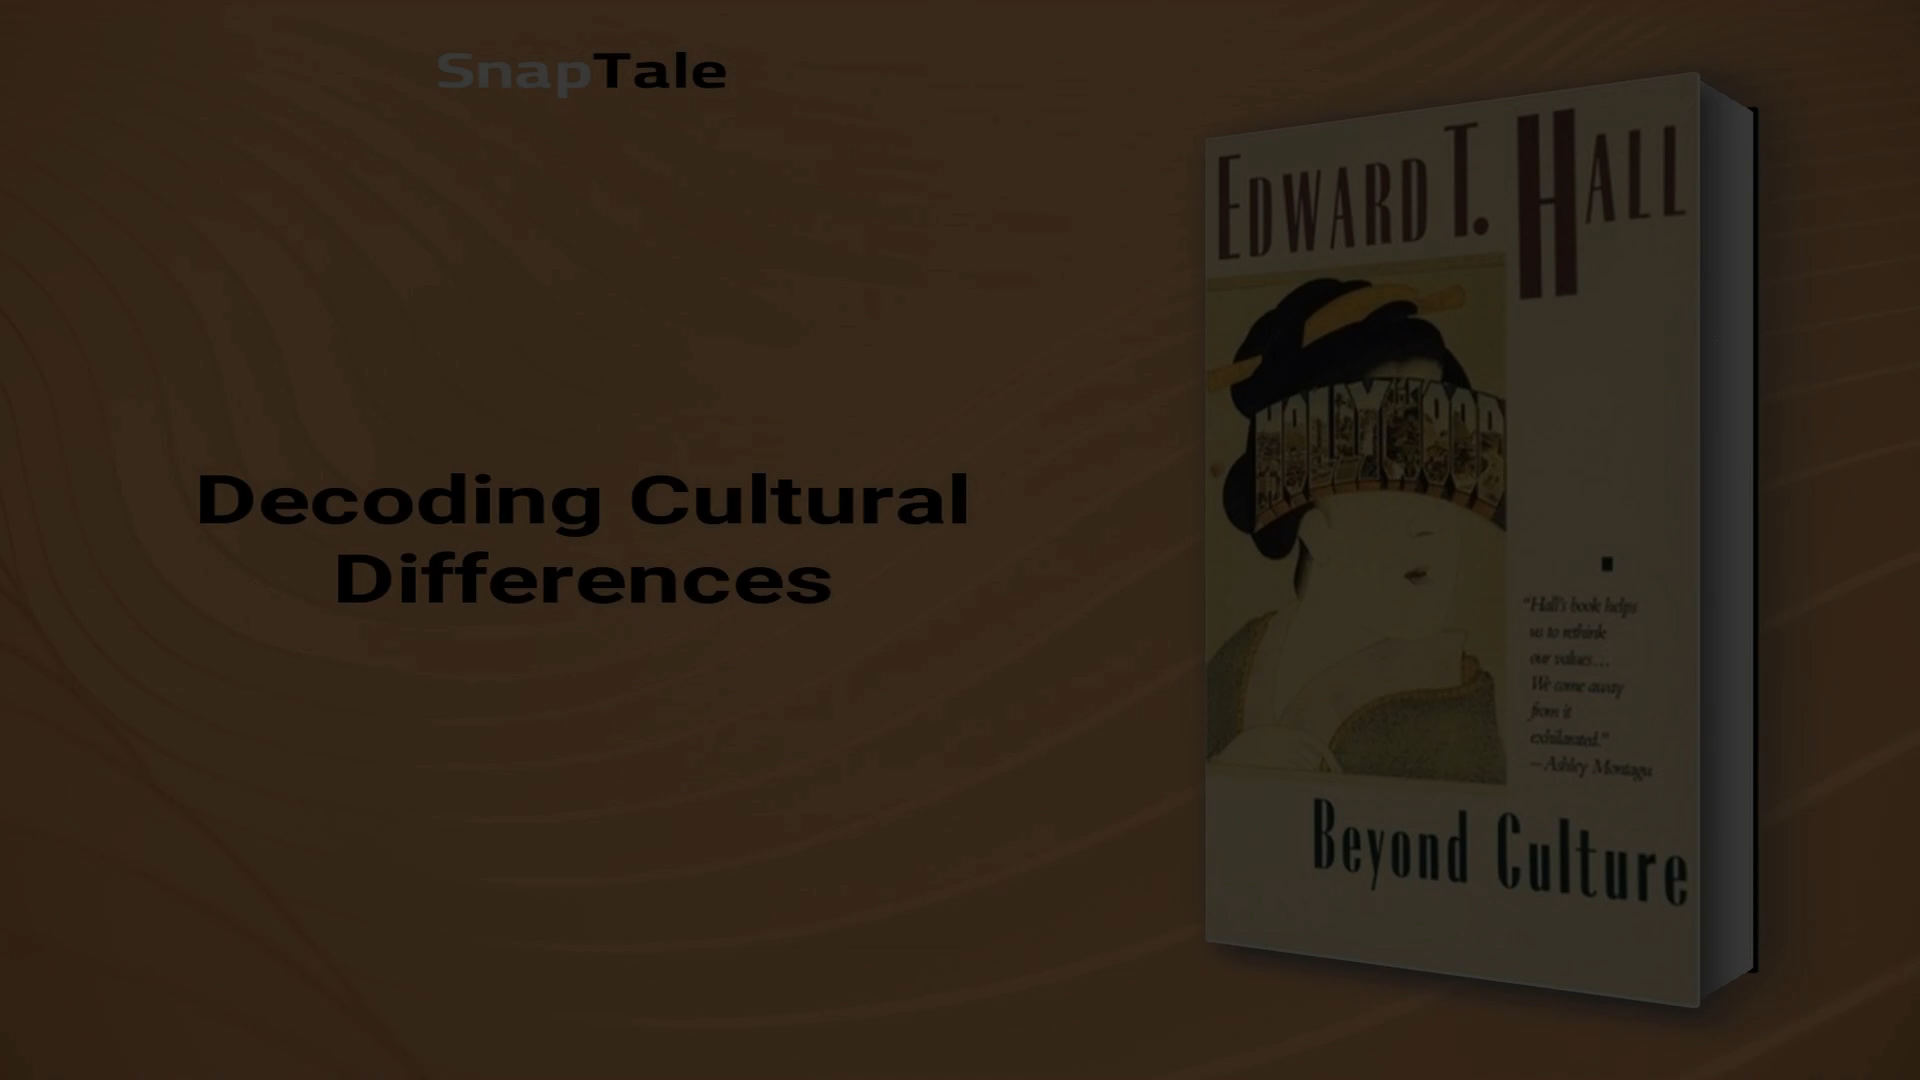 SnapTale
Decoding Cultural
Differences
EDWARD T. HALL
HOLLYWOOD
"Hall's book helps
us to rethink
our values...
We come away
from it
exhilarated."
—Ashley Montagu
Beyond Culture